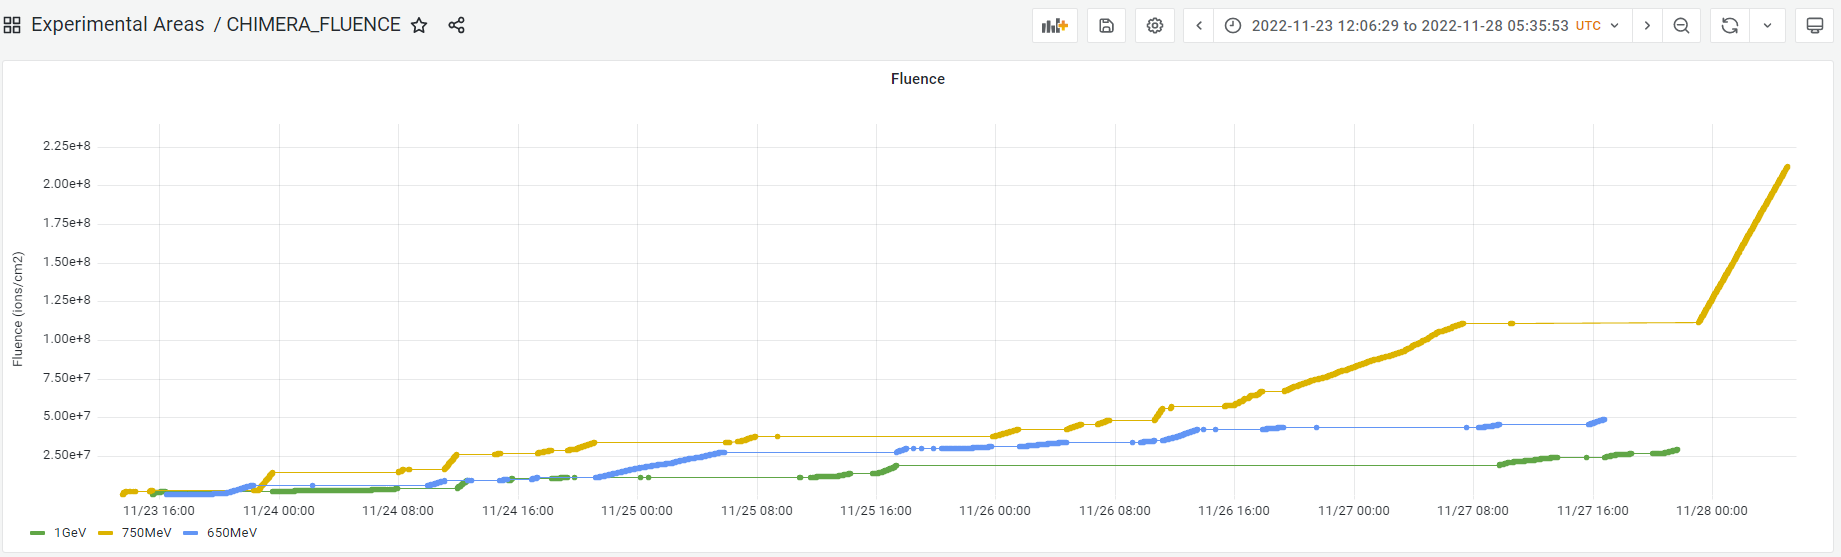 Experimental Areas / CHIMERA_FLUENCE
2022-11-23 12:06:29 to 2022-11-28 05:35:53 UTC
Fluence
Fluence (ions/cm2)
2.25e+8
2.00e+8
1.75e+8
1.50e+8
1.25e+8
1.00e+8
7.50e+7
5.00e+7
2.50e+7
11/23 16:00 11/24 00:00 11/24 08:00 11/24 16:00 11/25 00:00 11/25 08:00 11/25 16:00 11/26 00:00 11/26 08:00 11/26 16:00 11/27 00:00 11/27 08:00 11/27 16:00 11/28 00:00
1GeV 750MeV 650MeV